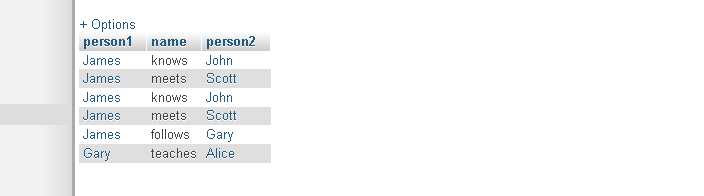 + Options
person1 name person2
James knows John
James meets Scott
James knows John
James meets Scott
James follows Gary
Gary teaches Alice